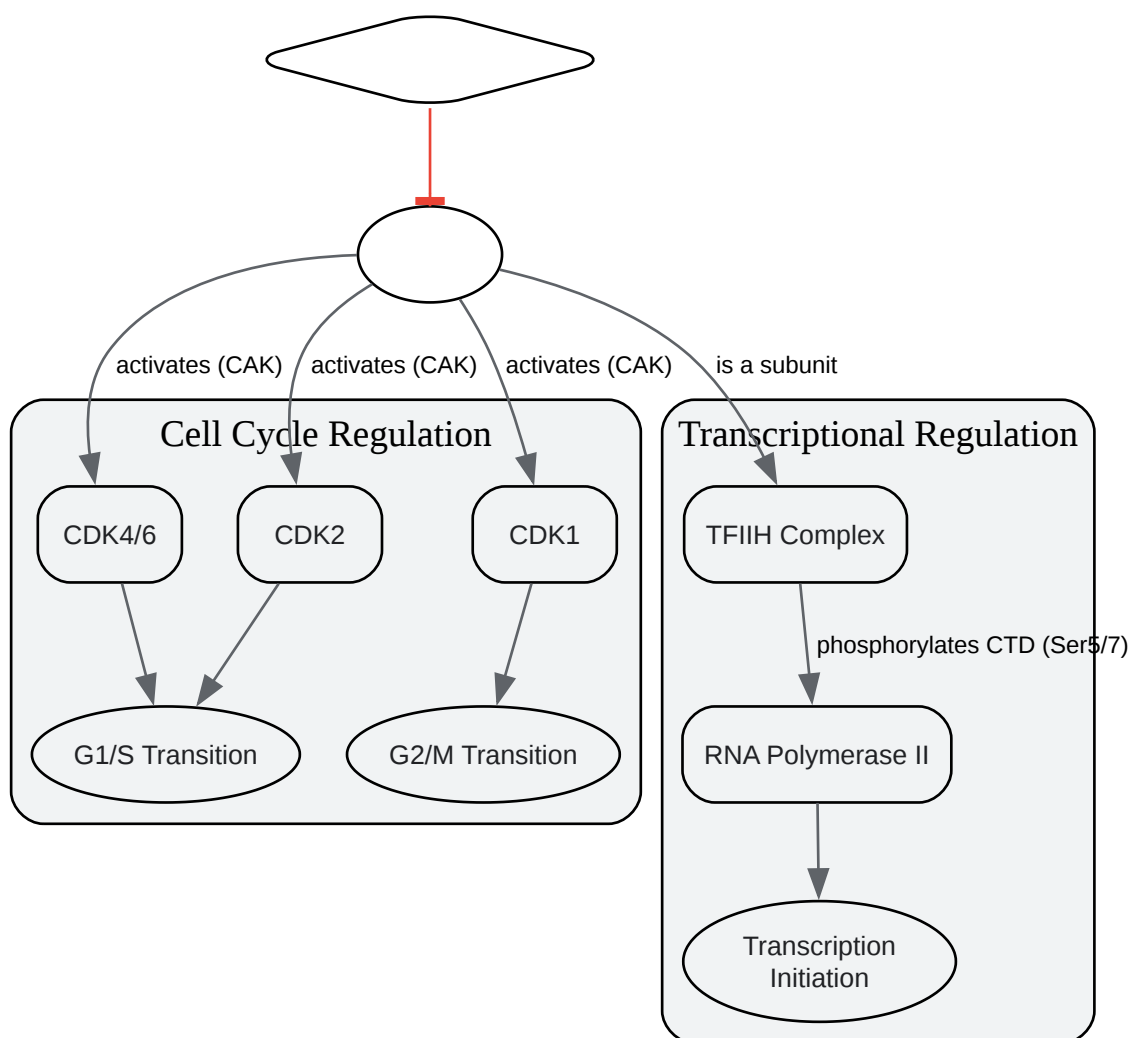 activates (CAK)
activates (CAK)
activates (CAK)
is a subunit
Cell Cycle Regulation
Transcriptional Regulation
CDK4/6
CDK2
CDK1
TFIIH Complex
phosphorylates CTD (Ser5/7)
G1/S Transition
G2/M Transition
RNA Polymerase II
Transcription
Initiation